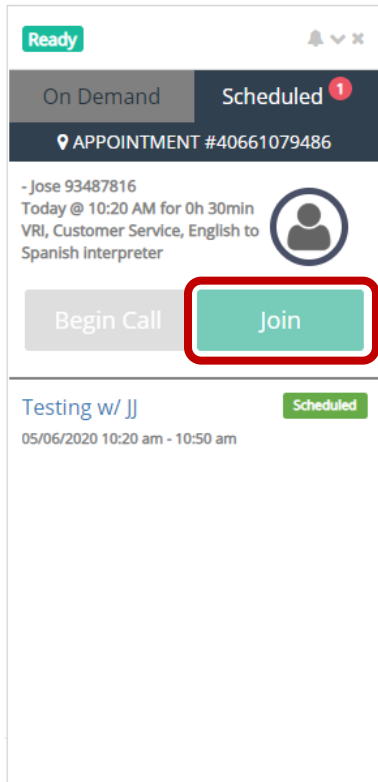 Ready
On Demand
Scheduled 1
APPOINTMENT #40661079486
- Jose 93487816
Today @ 10:20 AM for 0h 30min
VRI, Customer Service, English to
Spanish interpreter
Begin Call
Join
Testing w/ JJ
Scheduled
05/06/2020 10:20 am - 10:50 am